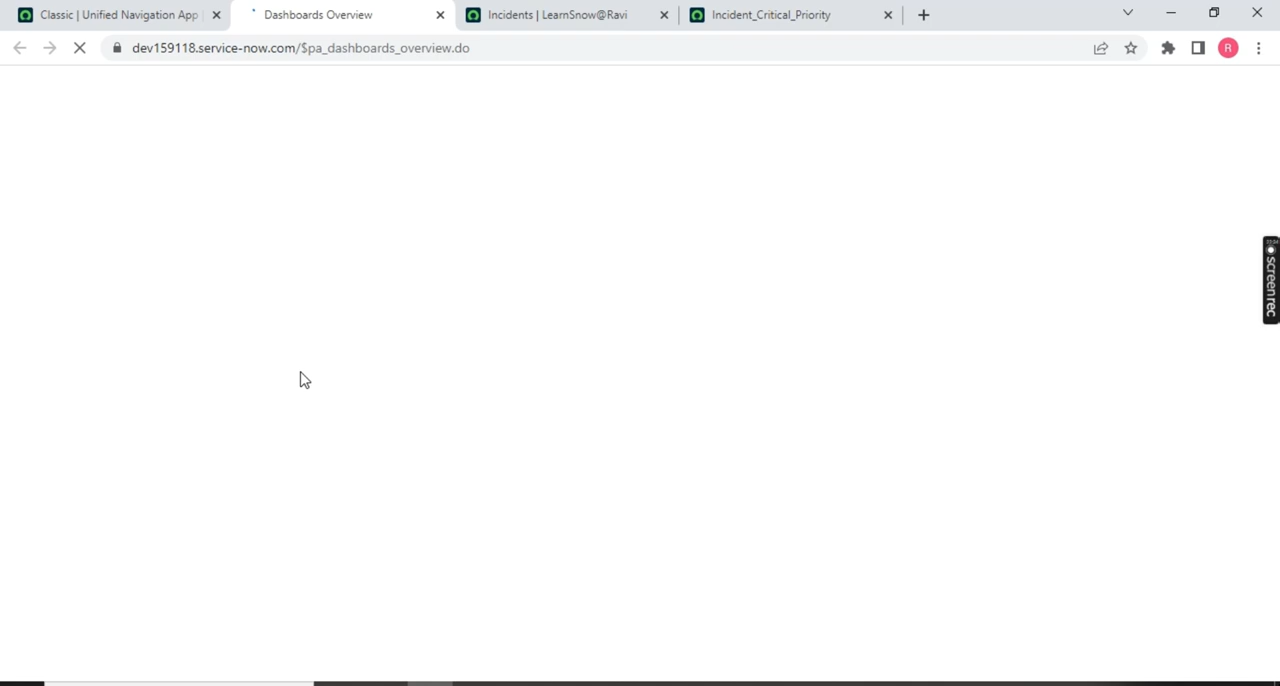 Classic | Unified Navigation App
Dashboards Overview
Incidents | LearnSnow@Ravi
Incident_Critical_Priority
dev159118.service-now.com/$pa_dashboards_overview.do
R
screenrec